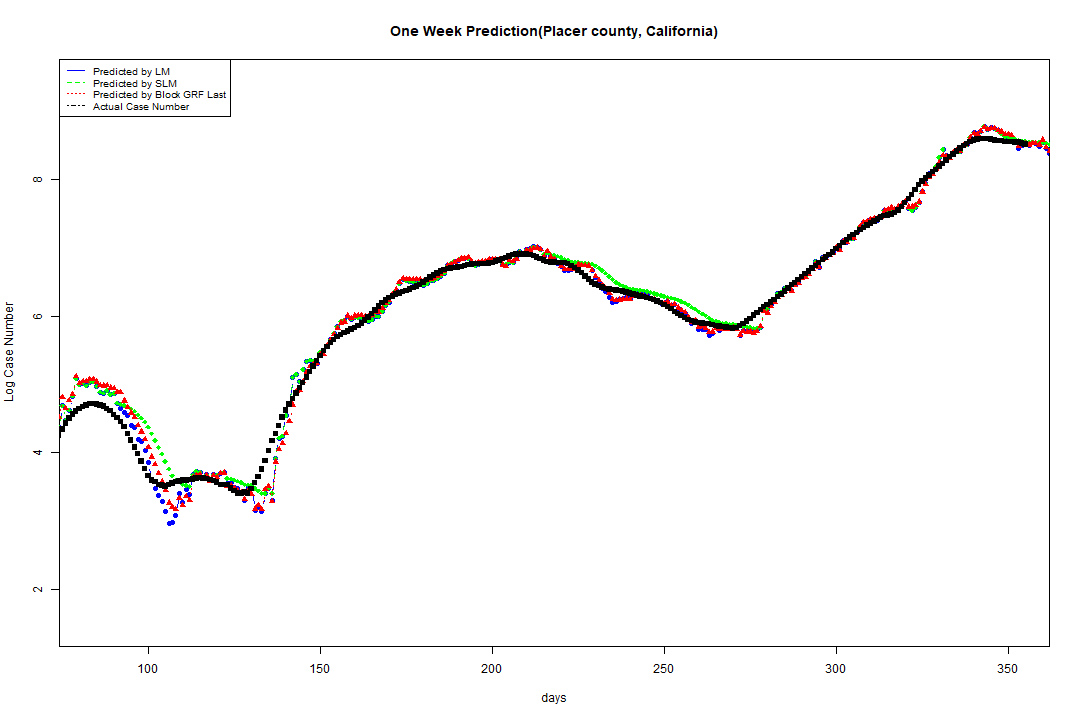 One Week Prediction(Placer county, California)
Predicted by LM
Predicted by SLM
Predicted by Block GRF Last
Actual Case Number
Log Case Number
8
6
4
2
100 150 200 250 300 350
days